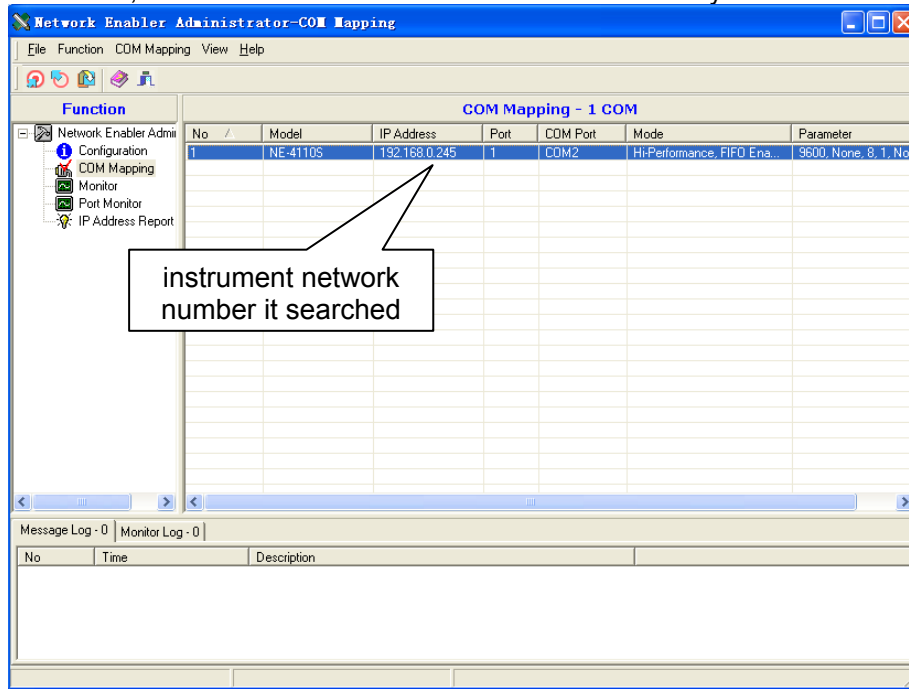 Network Enabler Administrator-COM Mapping
File Function COM Mapping View Help
Function
COM Mapping - 1 COM
Network Enabler Admi
Configuration
COM Mapping
Monitor
Port Monitor
IP Address Report
No Model IP Address Port COM Port Mode Parameter
1 NE-4110S 192.168.0.245 1 COM2 Hi-Performance, FIFO Ena... 9600, None, 8, 1, No
instrument network
number it searched
Message Log - 0 Monitor Log - 0
No Time Description